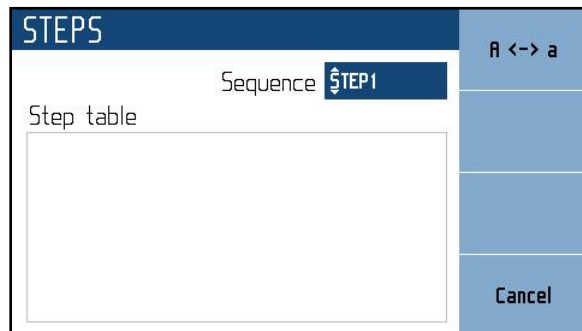 STEPS
A <-> a
Sequence STEP1
Step table
Cancel